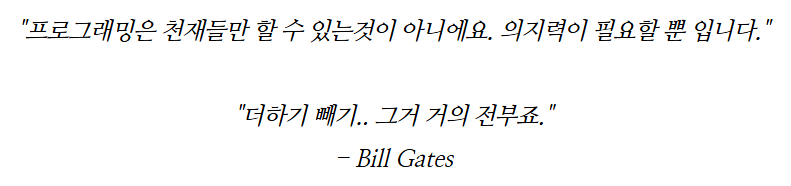 "프로그래밍은 천재들만 할 수 있는것이 아니에요. 의지력이 필요할 뿐 입니다."
"더하기 빼기.. 그거 거의 전부죠."
- Bill Gates